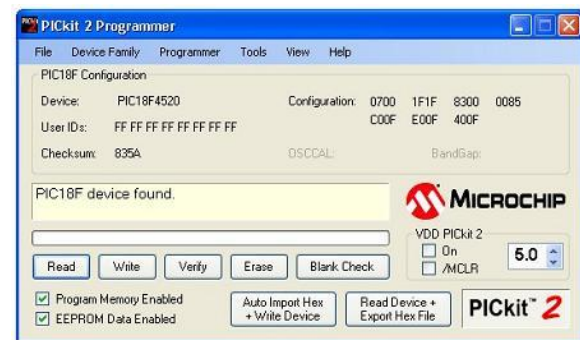 PICkit 2 Programmer
File Device Family Programmer Tools View Help
PIC18F Configuration
Device: PIC18F4520 Configuration: 0700 1F1F 8300 0085
User IDs: FF FF FF FF FF FF FF FF C00F E00F 400F
Checksum: 835A OSCCAL: BandGap:
PIC18F device found.
MICROCHIP
VDD PICkit 2
On
/MCLR
5.0
Read Write Verify Erase Blank Check
Program Memory Enabled
EEPROM Data Enabled
Auto Import Hex
+ Write Device
Read Device +
Export Hex File
PICkit™ 2